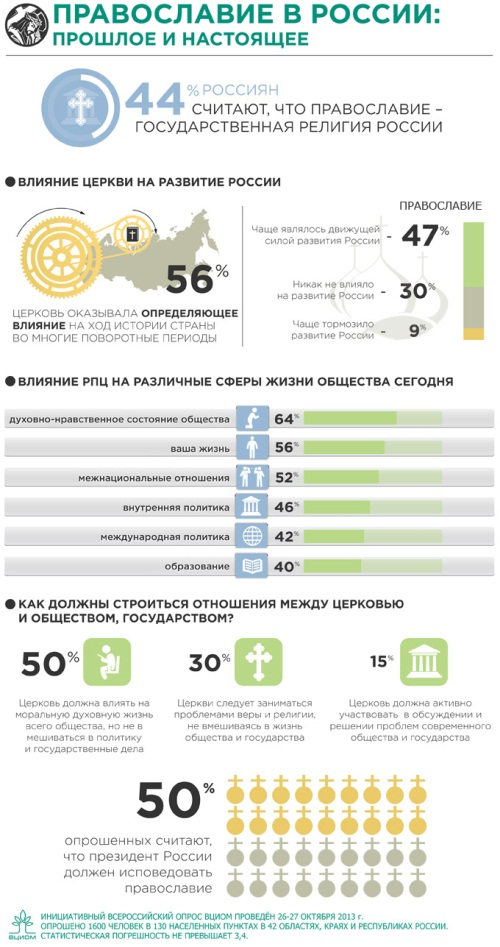 ПРАВОСЛАВИЕ В РОССИИ:
ПРОШЛОЕ И НАСТОЯЩЕЕ
44% РОССИЯН
СЧИТАЮТ, ЧТО ПРАВОСЛАВИЕ –
ГОСУДАРСТВЕННАЯ РЕЛИГИЯ РОССИИ
ВЛИЯНИЕ ЦЕРКВИ НА РАЗВИТИЕ РОССИИ
56%
ЦЕРКОВЬ ОКАЗЫВАЛА ОПРЕДЕЛЯЮЩЕЕ
ВЛИЯНИЕ НА ХОД ИСТОРИИ СТРАНЫ
ВО МНОГИЕ ПОВОРОТНЫЕ ПЕРИОДЫ
ПРАВОСЛАВИЕ
Чаще являлось движущей
силой развития России - 47%
Никак не влияло
на развитие России - 30%
Чаще тормозило
развитие России - 9%
ВЛИЯНИЕ РПЦ НА РАЗЛИЧНЫЕ СФЕРЫ ЖИЗНИ ОБЩЕСТВА СЕГОДНЯ
духовно-нравственное состояние общества 64%
ваша жизнь 56%
межнациональные отношения 52%
внутренняя политика 46%
международная политика 42%
образование 40%
КАК ДОЛЖНЫ СТРОИТЬСЯ ОТНОШЕНИЯ МЕЖДУ ЦЕРКОВЬЮ
И ОБЩЕСТВОМ, ГОСУДАРСТВОМ?
50%
Церковь должна влиять на
моральную духовную жизнь
всего общества, но не в
мешиваться в политику
и государственные дела
30%
Церкви следует заниматься
проблемами веры и религии,
не вмешиваясь в жизнь
общества и государства
15%
Церковь должна активно
участвовать в обсуждении и
решении проблем современного
общества и государства
50%
опрошенных считают,
что президент России
должен исповедовать
православие
ВЦИОМ
ИНИЦИАТИВНЫЙ ВСЕРОССИЙСКИЙ ОПРОС ВЦИОМ ПРОВЕДЁН 26-27 ОКТЯБРЯ 2013 г.
ОПРОШЕНО 1600 ЧЕЛОВЕК В 130 НАСЕЛЕННЫХ ПУНКТАХ В 42 ОБЛАСТЯХ, КРАЯХ И РЕСПУБЛИКАХ РОССИИ.
СТАТИСТИЧЕСКАЯ ПОГРЕШНОСТЬ НЕ ПРЕВЫШАЕТ 3,4.